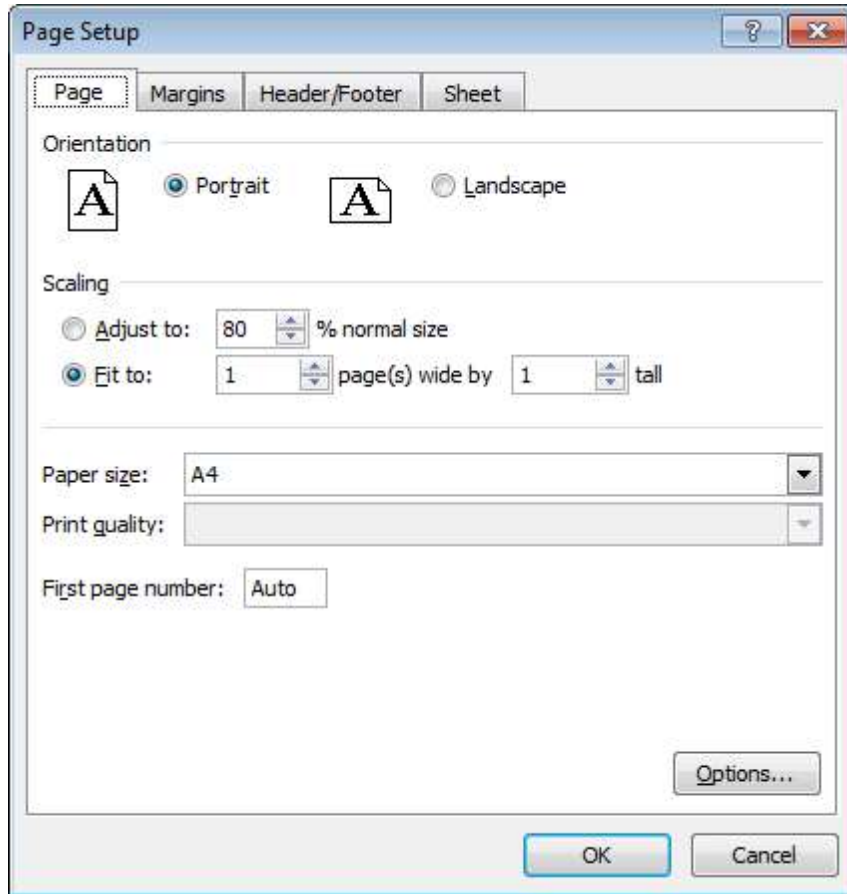 Page Setup
Page Margins Header/Footer Sheet
Orientation
A Portrait A Landscape
Scaling
Adjust to: 80 % normal size
Fit to: 1 page(s) wide by 1 tall
Paper size: A4
Print quality:
First page number: Auto
Options...
OK Cancel